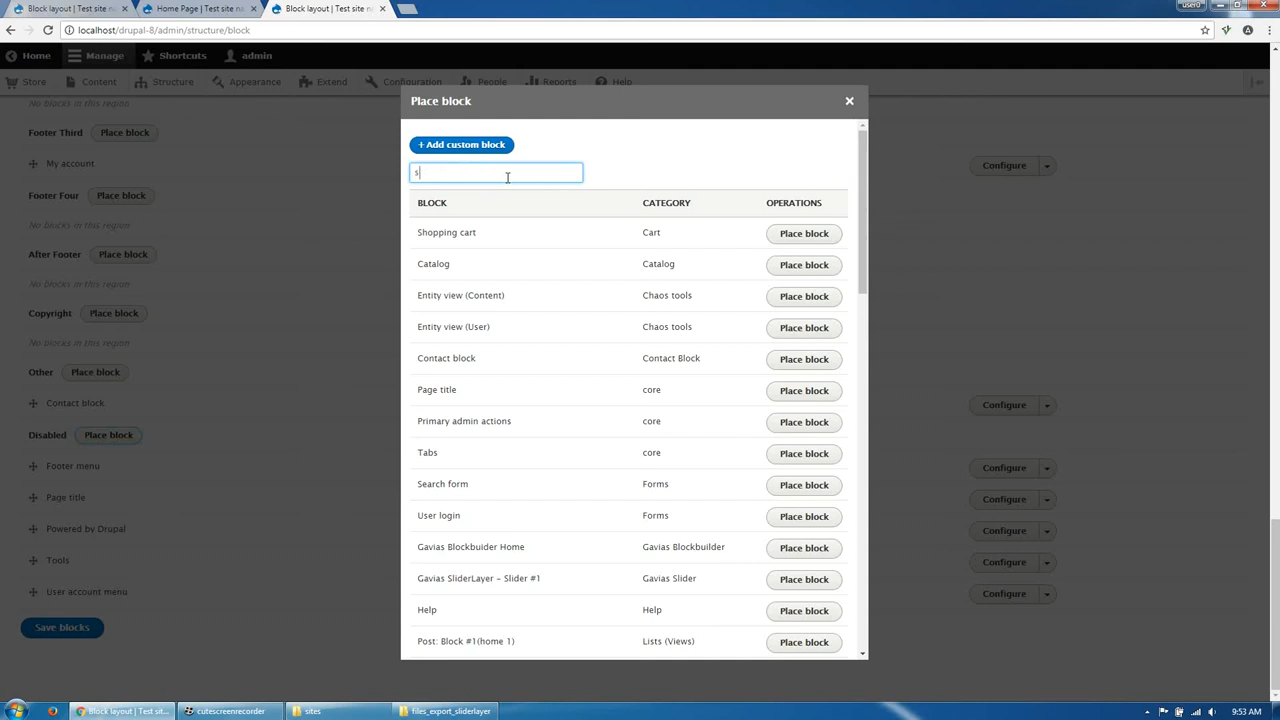 Block layout | Test site na
Home Page | Test site na
Block layout | Test site na
user0
localhost/drupal-8/admin/structure/block
Home
Manage
Shortcuts
admin
Store
Content
Structure
Appearance
Extend
Configuration
People
Reports
Help
No blocks in this region
Footer Third
Place block
My account
Configure
Footer Four
Place block
No blocks in this region
After Footer
Place block
No blocks in this region
Copyright
Place block
No blocks in this region
Other
Place block
Contact block
Configure
Disabled
Place block
Footer menu
Configure
Page title
Configure
Powered by Drupal
Configure
Tools
Configure
User account menu
Configure
Save blocks
Place block
+ Add custom block
s
BLOCK CATEGORY OPERATIONS
Shopping cart Cart Place block
Catalog Catalog Place block
Entity view (Content) Chaos tools Place block
Entity view (User) Chaos tools Place block
Contact block Contact Block Place block
Page title core Place block
Primary admin actions core Place block
Tabs core Place block
Search form Forms Place block
User login Forms Place block
Gavias Blockbuider Home Gavias Blockbuilder Place block
Gavias SliderLayer - Slider #1 Gavias Slider Place block
Help Help Place block
Post: Block #1(home 1) Lists (Views) Place block
Block layout | Test sit...
cutescreenrecorder
sites
files_export_sliderlayer
9:53 AM